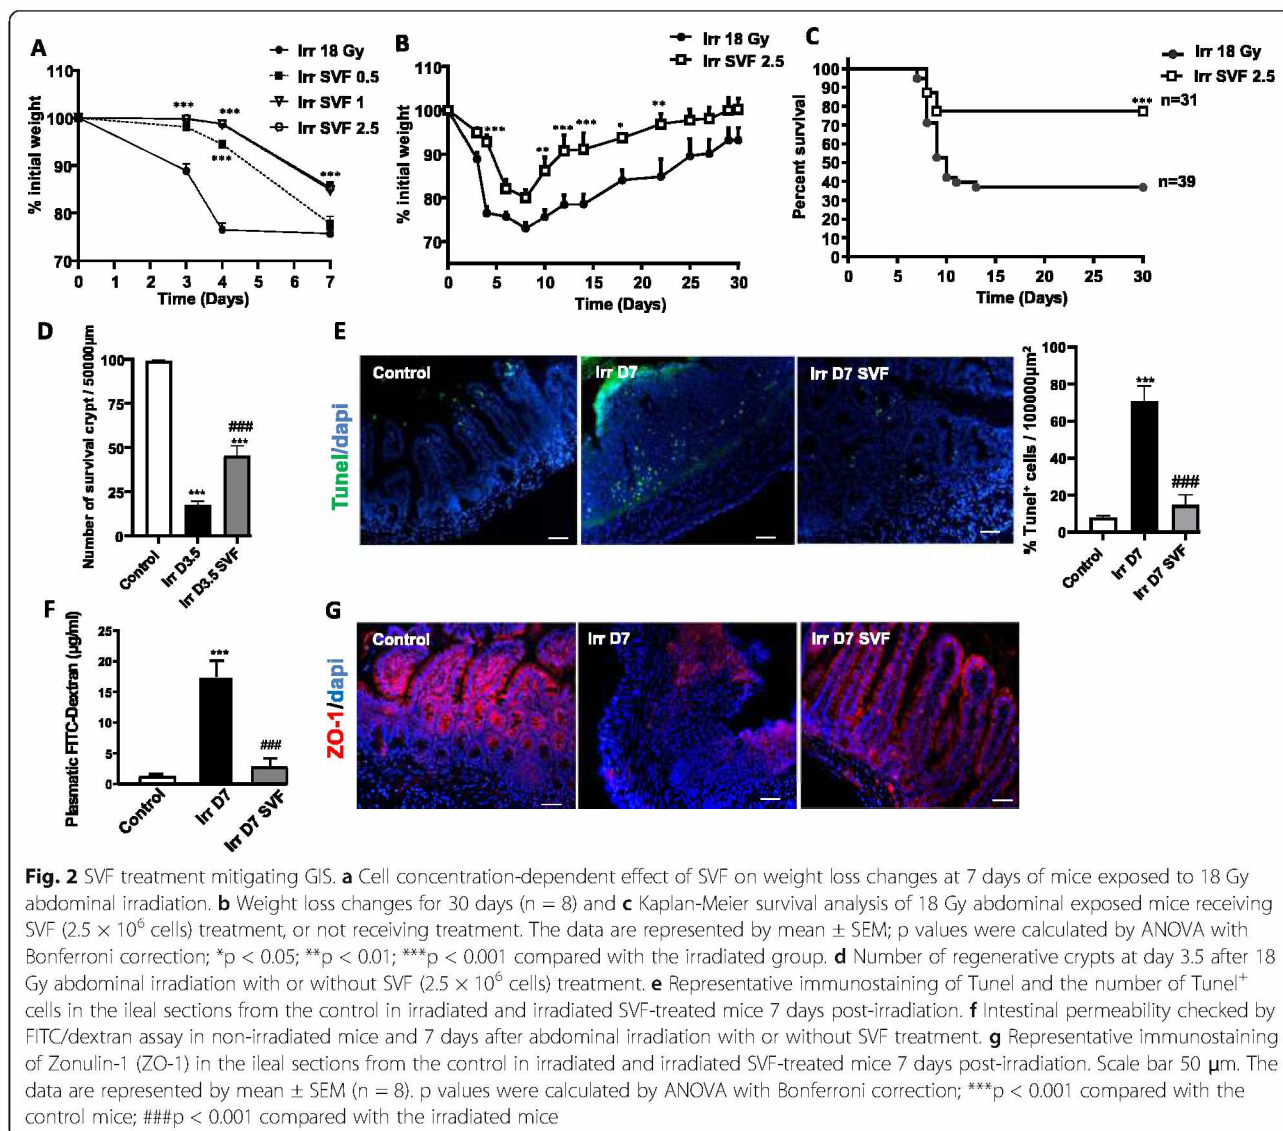 A
Irr 18 Gy
Irr SVF 0.5
Irr SVF 1
Irr SVF 2.5
110
100
90
80
70
% initial weight
*** *** *** ***
0 1 2 3 4 5 6 7
Time (Days)
B
Irr 18 Gy
Irr SVF 2.5
110
100
90
80
70
% initial weight
*** ** *** *** * **
0 5 10 15 20 25 30
Time (Days)
C
Irr 18 Gy
Irr SVF 2.5
100
90
80
70
60
50
40
30
20
10
0
Percent survival
***
n=31
n=39
0 5 10 15 20 25 30
Time (Days)
D
Number of survival crypt / 50000µm
100
75
50
25
0
***
###
***
Control
Irr D3.5
Irr D3.5 SVF
E
Tunel/dapi
Control
Irr D7
Irr D7 SVF
% Tunel+ cells / 100000µm²
100
80
60
40
20
0
***
###
Control
Irr D7
Irr D7 SVF
F
Plasmatic FITC-Dextran (µg/ml)
25
20
15
10
5
0
***
###
Control
Irr D7
Irr D7 SVF
G
ZO-1/dapi
Control
Irr D7
Irr D7 SVF
Fig. 2 SVF treatment mitigating GIS. a Cell concentration-dependent effect of SVF on weight loss changes at 7 days of mice exposed to 18 Gy
abdominal irradiation. b Weight loss changes for 30 days (n = 8) and c Kaplan-Meier survival analysis of 18 Gy abdominal exposed mice receiving
SVF (2.5 × 10⁶ cells) treatment, or not receiving treatment. The data are represented by mean ± SEM; p values were calculated by ANOVA with
Bonferroni correction; *p < 0.05; **p < 0.01; ***p < 0.001 compared with the irradiated group. d Number of regenerative crypts at day 3.5 after 18
Gy abdominal irradiation with or without SVF (2.5 × 10⁶ cells) treatment. e Representative immunostaining of Tunel and the number of Tunel⁺
cells in the ileal sections from the control in irradiated and irradiated SVF-treated mice 7 days post-irradiation. f Intestinal permeability checked by
FITC/dextran assay in non-irradiated mice and 7 days after abdominal irradiation with or without SVF treatment. g Representative immunostaining
of Zonulin-1 (ZO-1) in the ileal sections from the control in irradiated and irradiated SVF-treated mice 7 days post-irradiation. Scale bar 50 µm. The
data are represented by mean ± SEM (n = 8). p values were calculated by ANOVA with Bonferroni correction; ***p < 0.001 compared with the
control mice; ###p < 0.001 compared with the irradiated mice